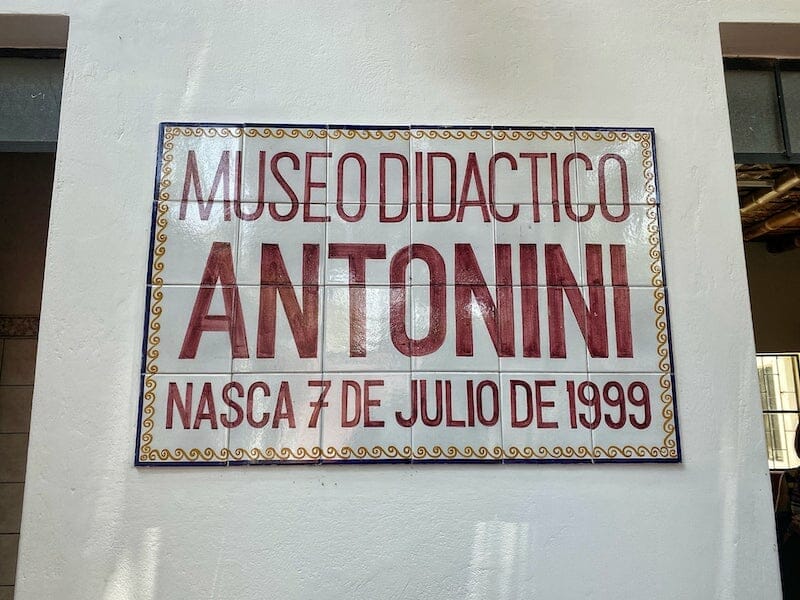 MUSEO DIDACTICO
ANTONINI
NASCA 7 DE JULIO DE 1999